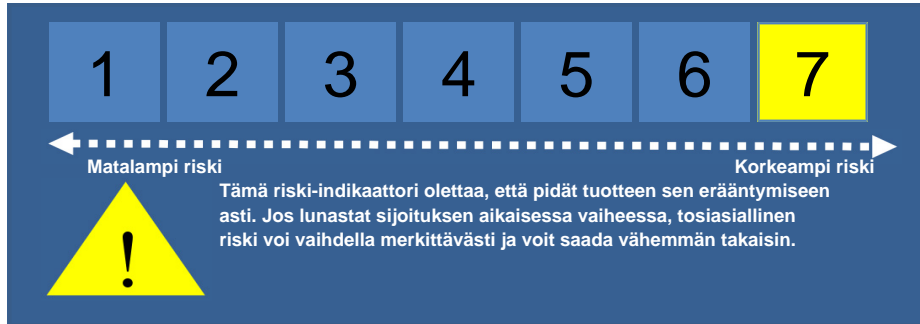 1 2 3 4 5 6 7
Matalampi riski Korkeampi riski
Tämä riski-indikaattori olettaa, että pidät tuotteen sen erääntymiseen
asti. Jos lunastat sijoituksen aikaisessa vaiheessa, tosiasiallinen
riski voi vaihdella merkittävästi ja voit saada vähemmän takaisin.
!